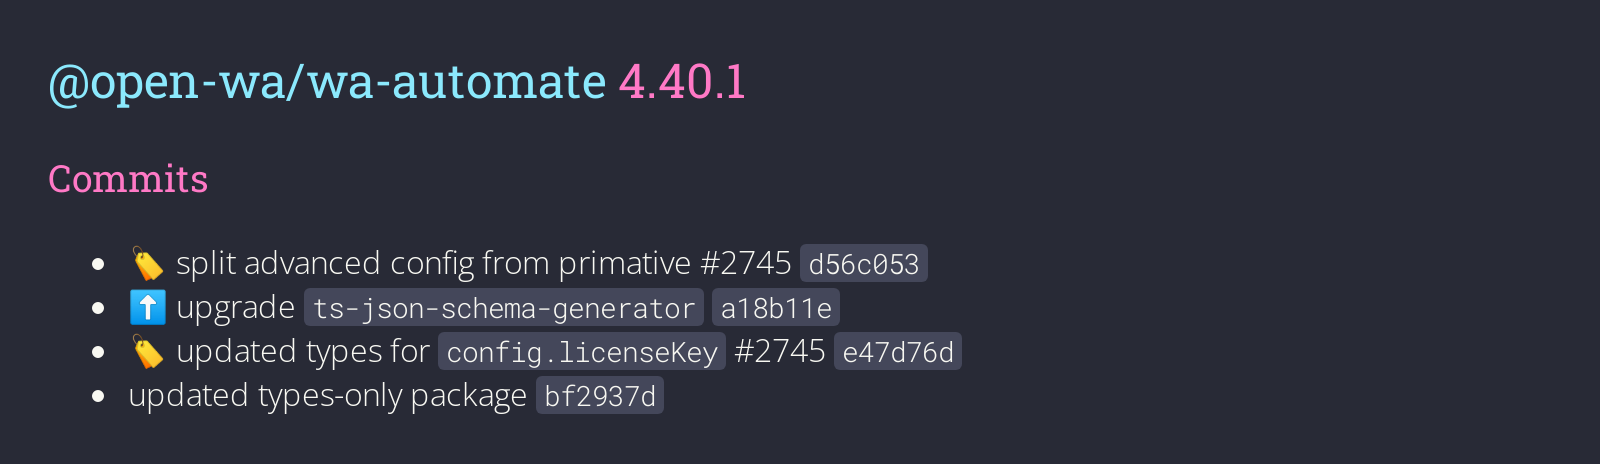 @open-wa/wa-automate 4.40.1
Commits
🏷️ split advanced config from primative #2745 d56c053
⬆️ upgrade ts-json-schema-generator a18b11e
🏷️ updated types for config.licenseKey #2745 e47d76d
updated types-only package bf2937d